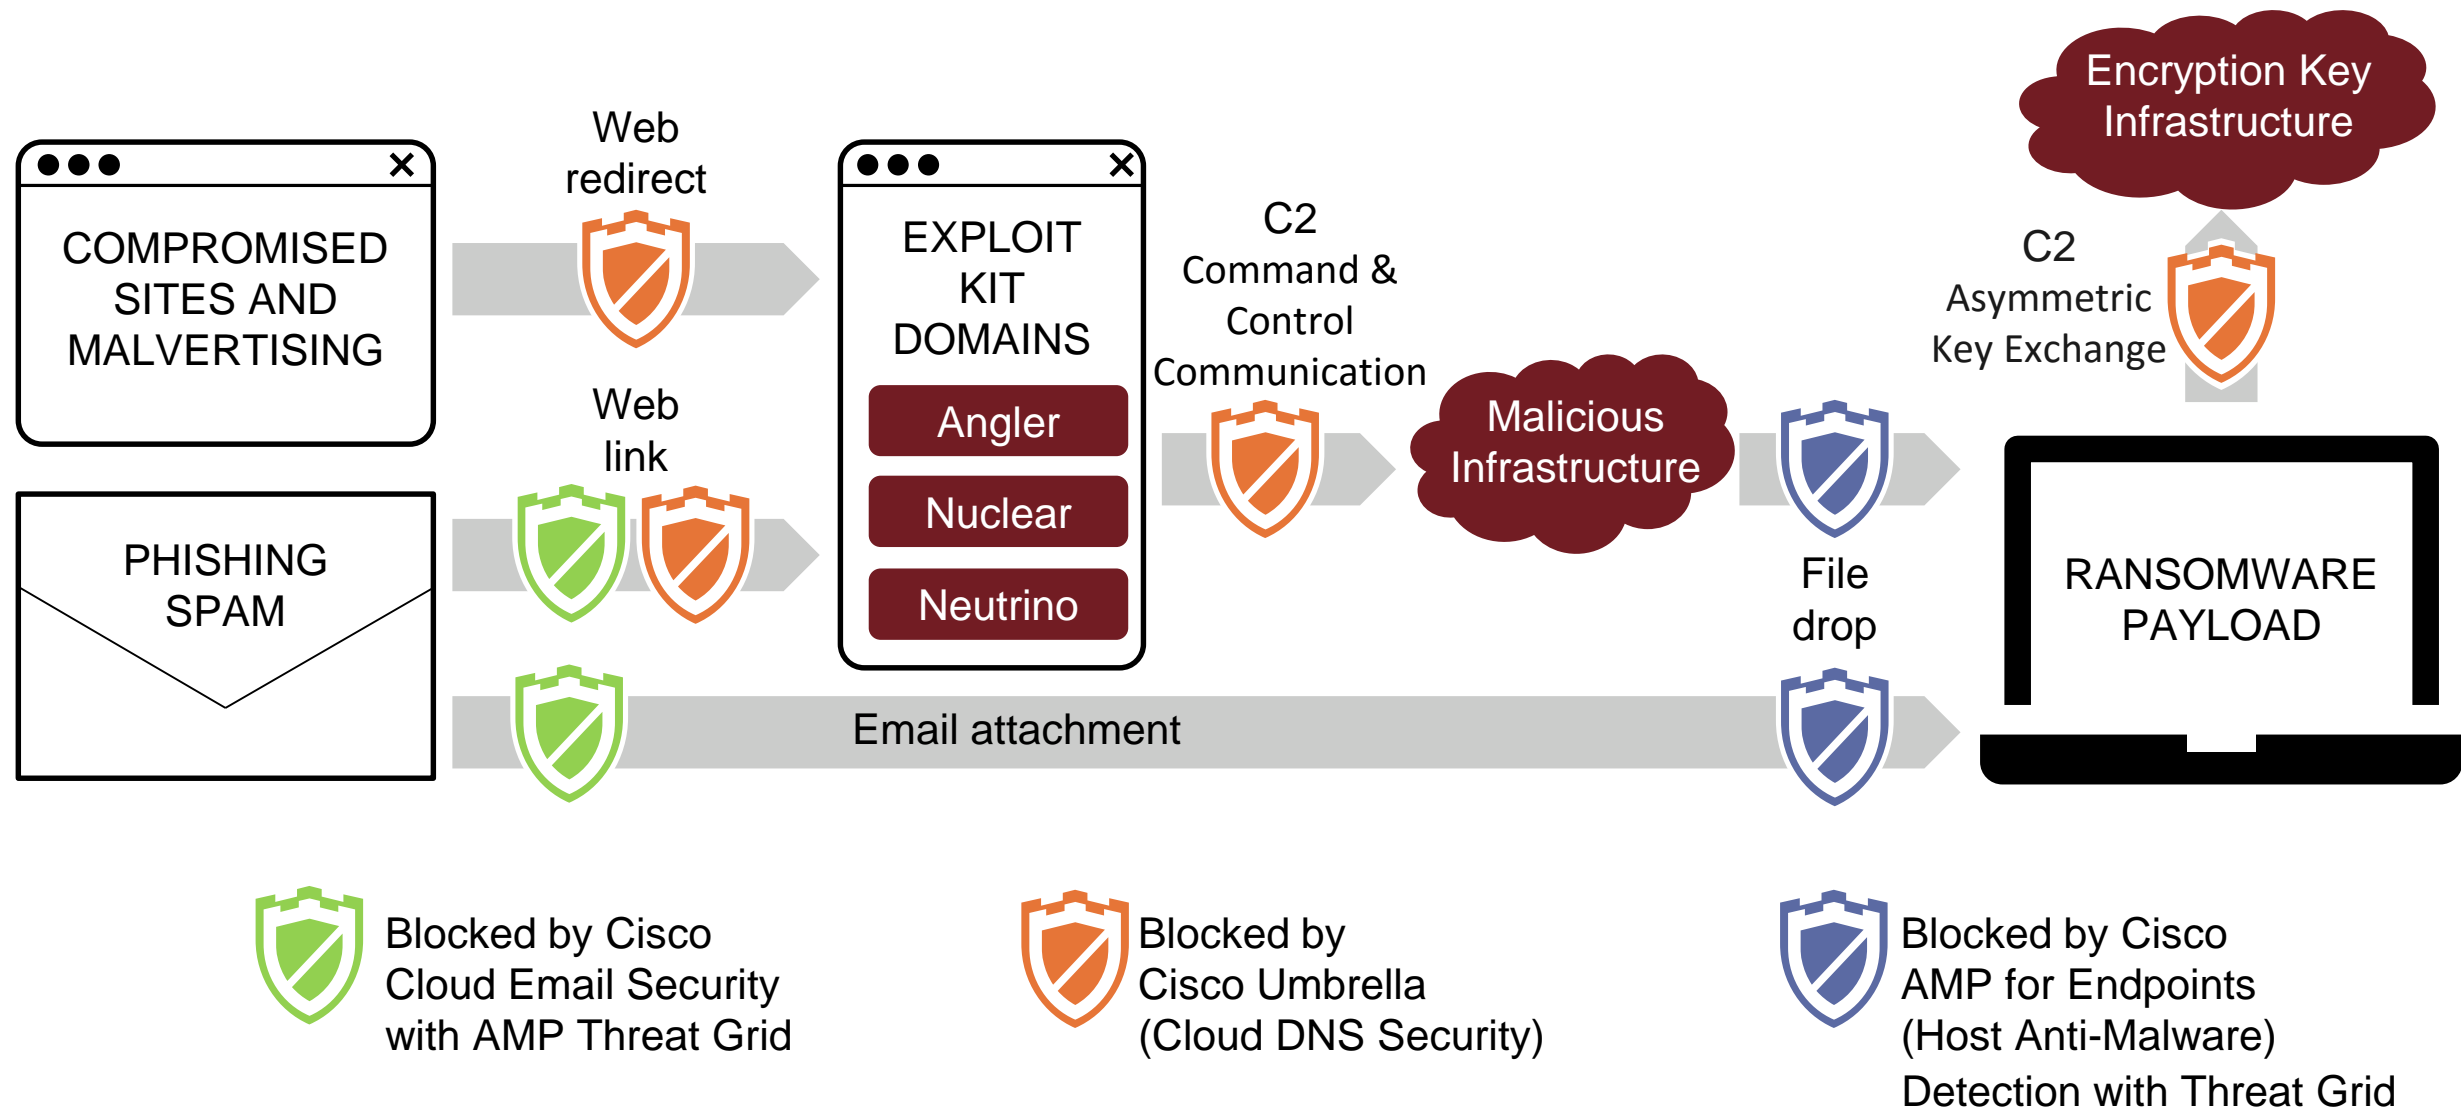 Encryption Key
Infrastructure
Web
redirect
COMPROMISED
SITES AND
MALVERTISING
EXPLOIT
KIT
DOMAINS
C2
Command &
Control
Communication
C2
Asymmetric
Key Exchange
Web
link
Angler
Nuclear
Neutrino
Malicious
Infrastructure
PHISHING
SPAM
File
drop
RANSOMWARE
PAYLOAD
Email attachment
Blocked by Cisco
Cloud Email Security
with AMP Threat Grid
Blocked by
Cisco Umbrella
(Cloud DNS Security)
Blocked by Cisco
AMP for Endpoints
(Host Anti-Malware)
Detection with Threat Grid